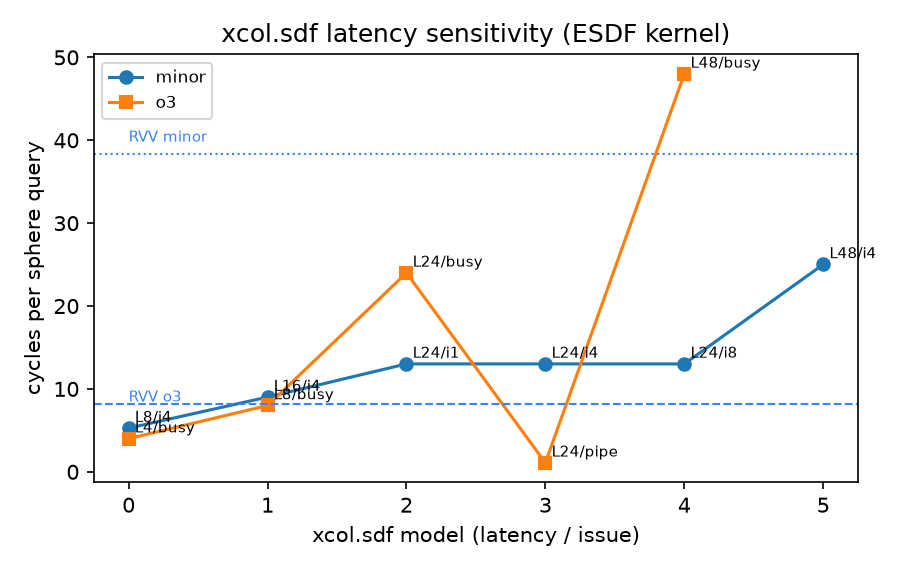 xcol.sdf latency sensitivity (ESDF kernel)
minor
o3
RVV minor
RVV o3
L48/busy
L48/i4
L24/busy
L24/i1
L24/i4
L24/i8
L24/pipe
L16/i4
L8/busy
L8/i4
L4/busy
cycles per sphere query
50
40
30
20
10
0
0 1 2 3 4 5
xcol.sdf model (latency / issue)